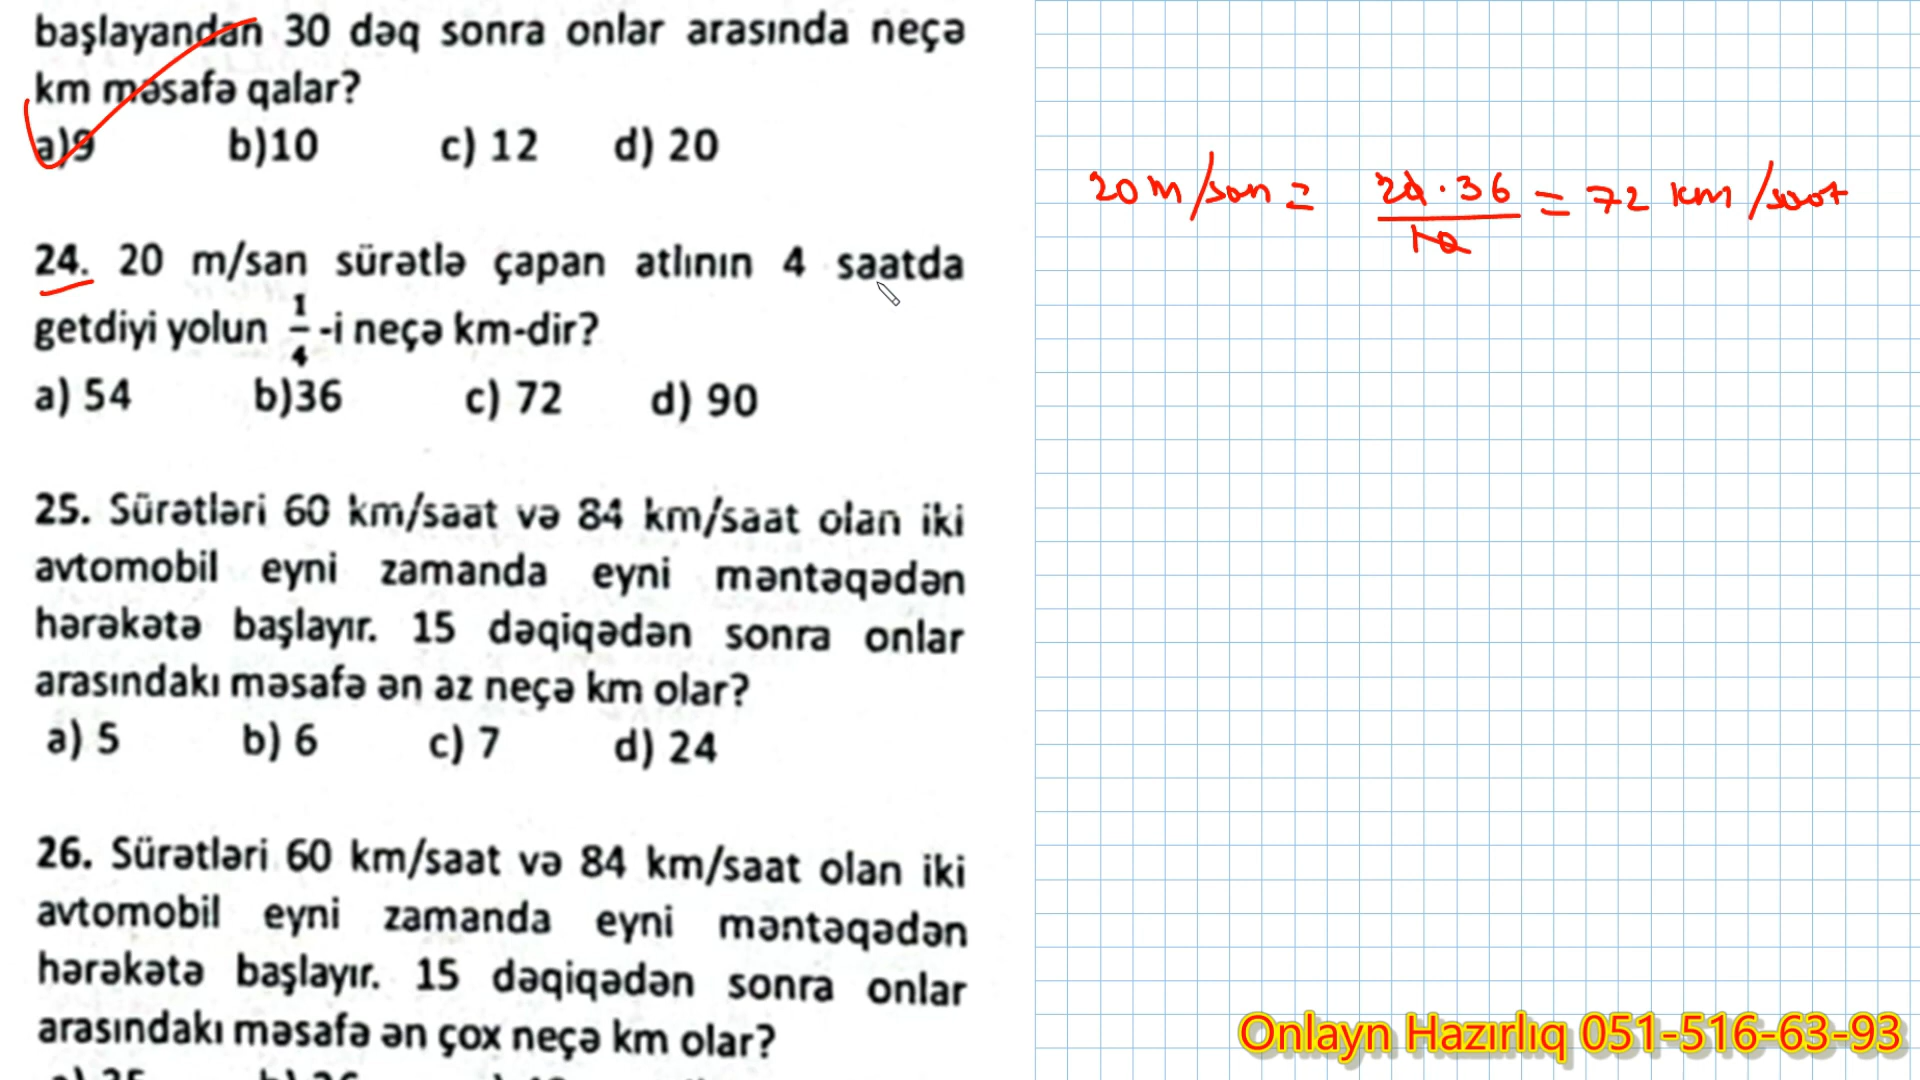 başlayandan 30 dəq sonra onlar arasında neçə
km məsafə qalar?
a)9 b)10 c) 12 d) 20
20 m/san = 20 · 36 / 10 = 72 km/saat
24. 20 m/san sürətlə çapan atlının 4 saatda
getdiyi yolun 1/4 -i neçə km-dir?
a) 54 b)36 c) 72 d) 90
25. Sürətləri 60 km/saat və 84 km/saat olan iki
avtomobil eyni zamanda eyni məntəqədən
hərəkətə başlayır. 15 dəqiqədən sonra onlar
arasındakı məsafə ən az neçə km olar?
a) 5 b) 6 c) 7 d) 24
26. Sürətləri 60 km/saat və 84 km/saat olan iki
avtomobil eyni zamanda eyni məntəqədən
hərəkətə başlayır. 15 dəqiqədən sonra onlar
arasındakı məsafə ən çox neçə km olar?
Onlayn Hazırlıq 051-516-63-93